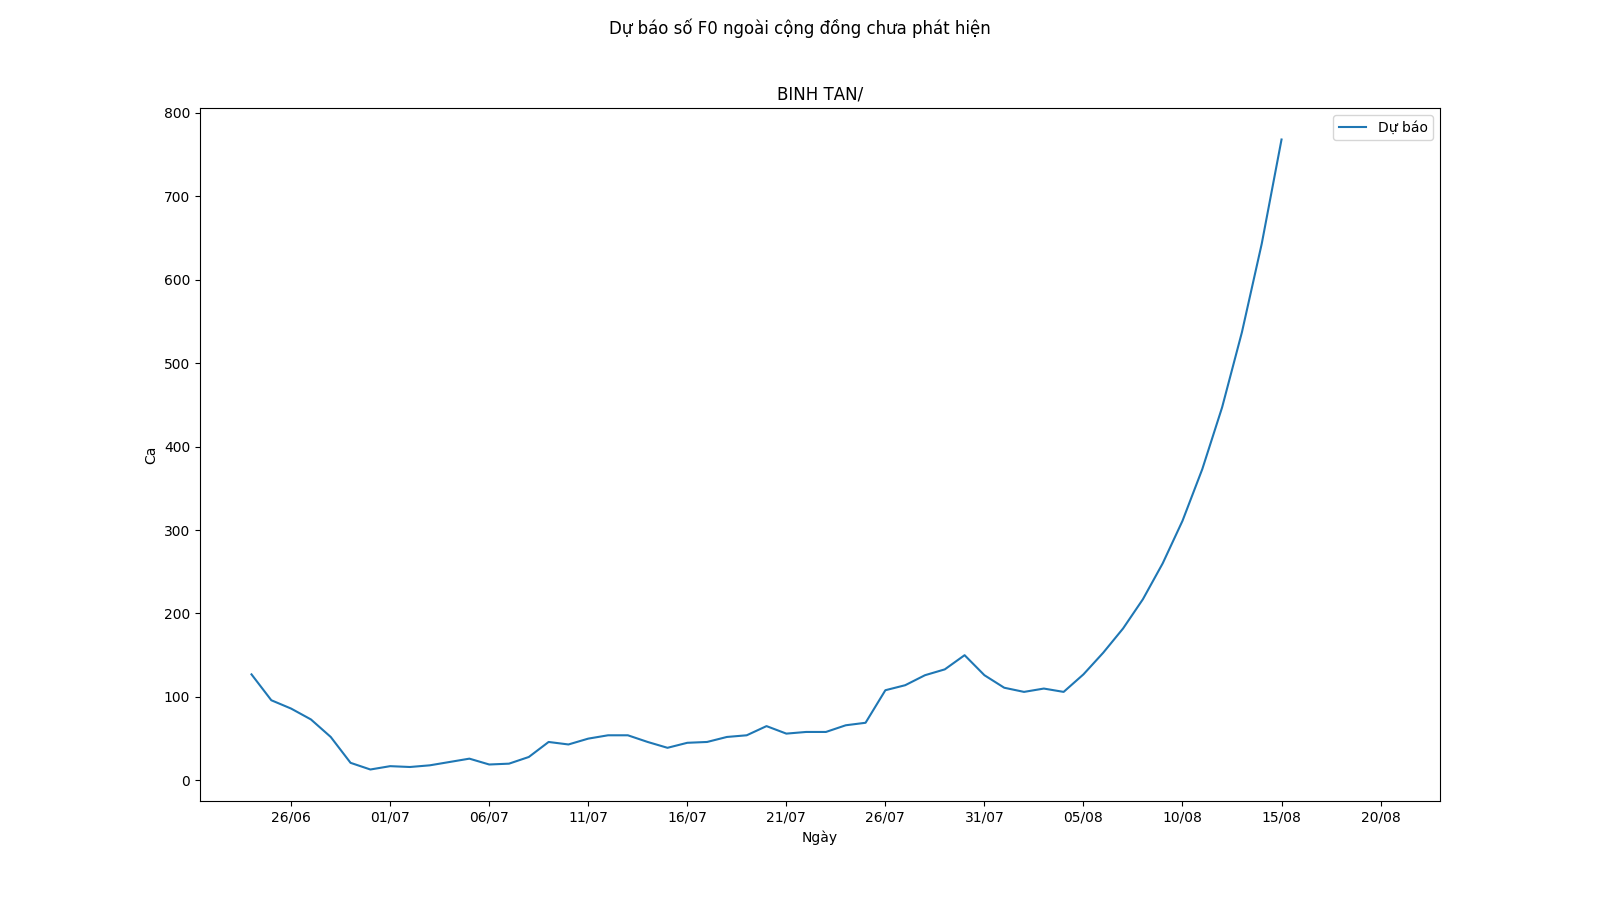 Dự báo số F0 ngoài cộng đồng chưa phát hiện
BINH TAN/
Dự báo
800
700
600
500
400
300
200
100
0
Ca
26/06 01/07 06/07 11/07 16/07 21/07 26/07 31/07 05/08 10/08 15/08 20/08
Ngày